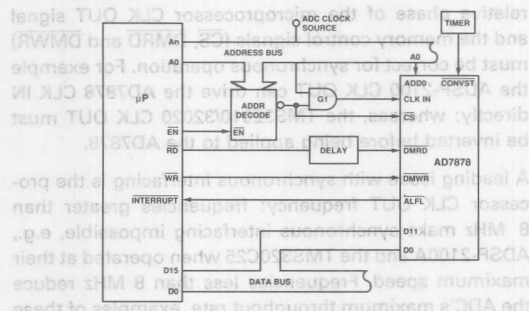 ADC CLOCK
SOURCE
TIMER
An
ADDRESS BUS
A0
A0
ADD0
CONVST
μP
ADDR
DECODE
G1
CLK IN
CS
EN
EN
RD
DELAY
DMRD
AD7878
WR
DMWR
INTERRUPT
ALFL
D11
D0
D15
DATA BUS
D0
relative phase of the microprocessor CLK OUT signal
and the memory control signals (CS, DMRD and DMWR)
must be correct for synchronous operation. For example
the ADSP-2100 CLK OUT can drive the AD7878 CLK IN
directly; whereas, the TMS32010/32020 CLK OUT must
be inverted before being applied to the AD7878.
A leading issue with synchronous interfacing is the pro-
cessor CLK OUT frequency; frequencies greater than
8 MHz make synchronous interfacing impossible, e.g.,
ADSP-2100A and the TMS320C25 when operated at their
maximum speed. Frequencies less than 8 MHz reduce
the ADC's maximum throughput rate, examples of these